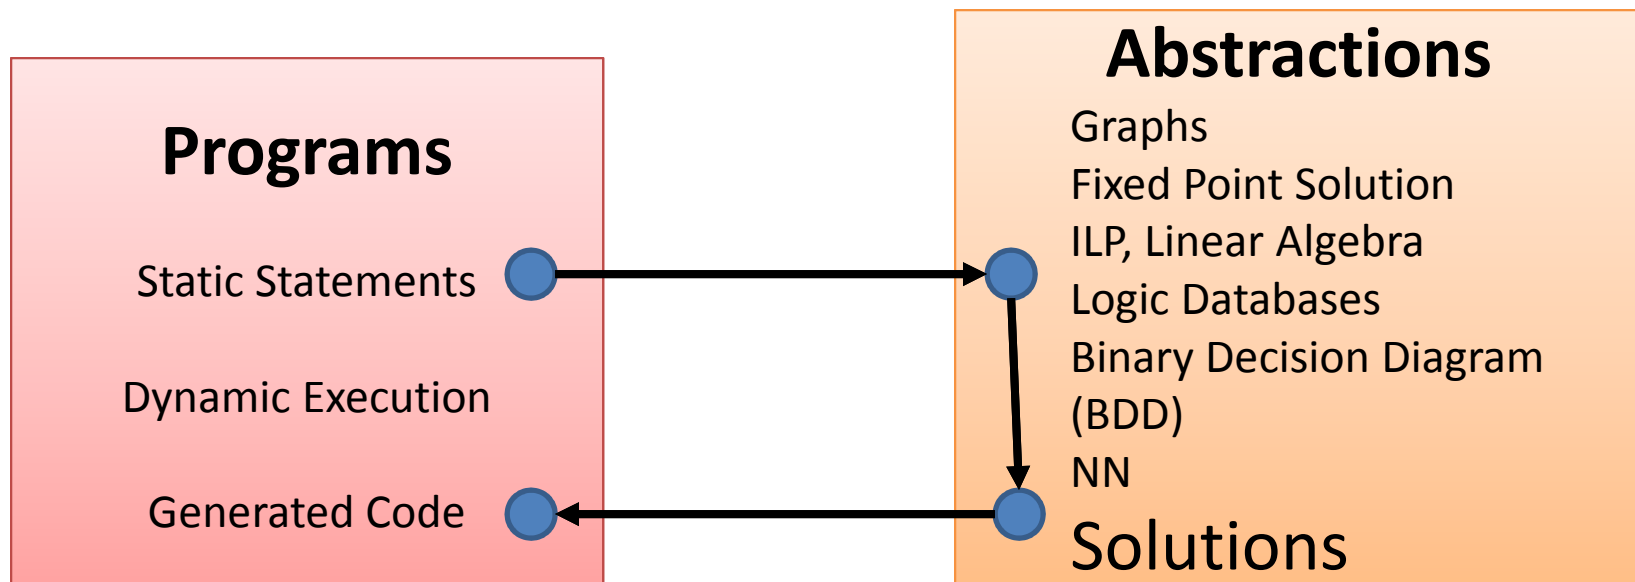 Programs
Static Statements
Dynamic Execution
Generated Code
Abstractions
Graphs
Fixed Point Solution
ILP, Linear Algebra
Logic Databases
Binary Decision Diagram
(BDD)
NN
Solutions